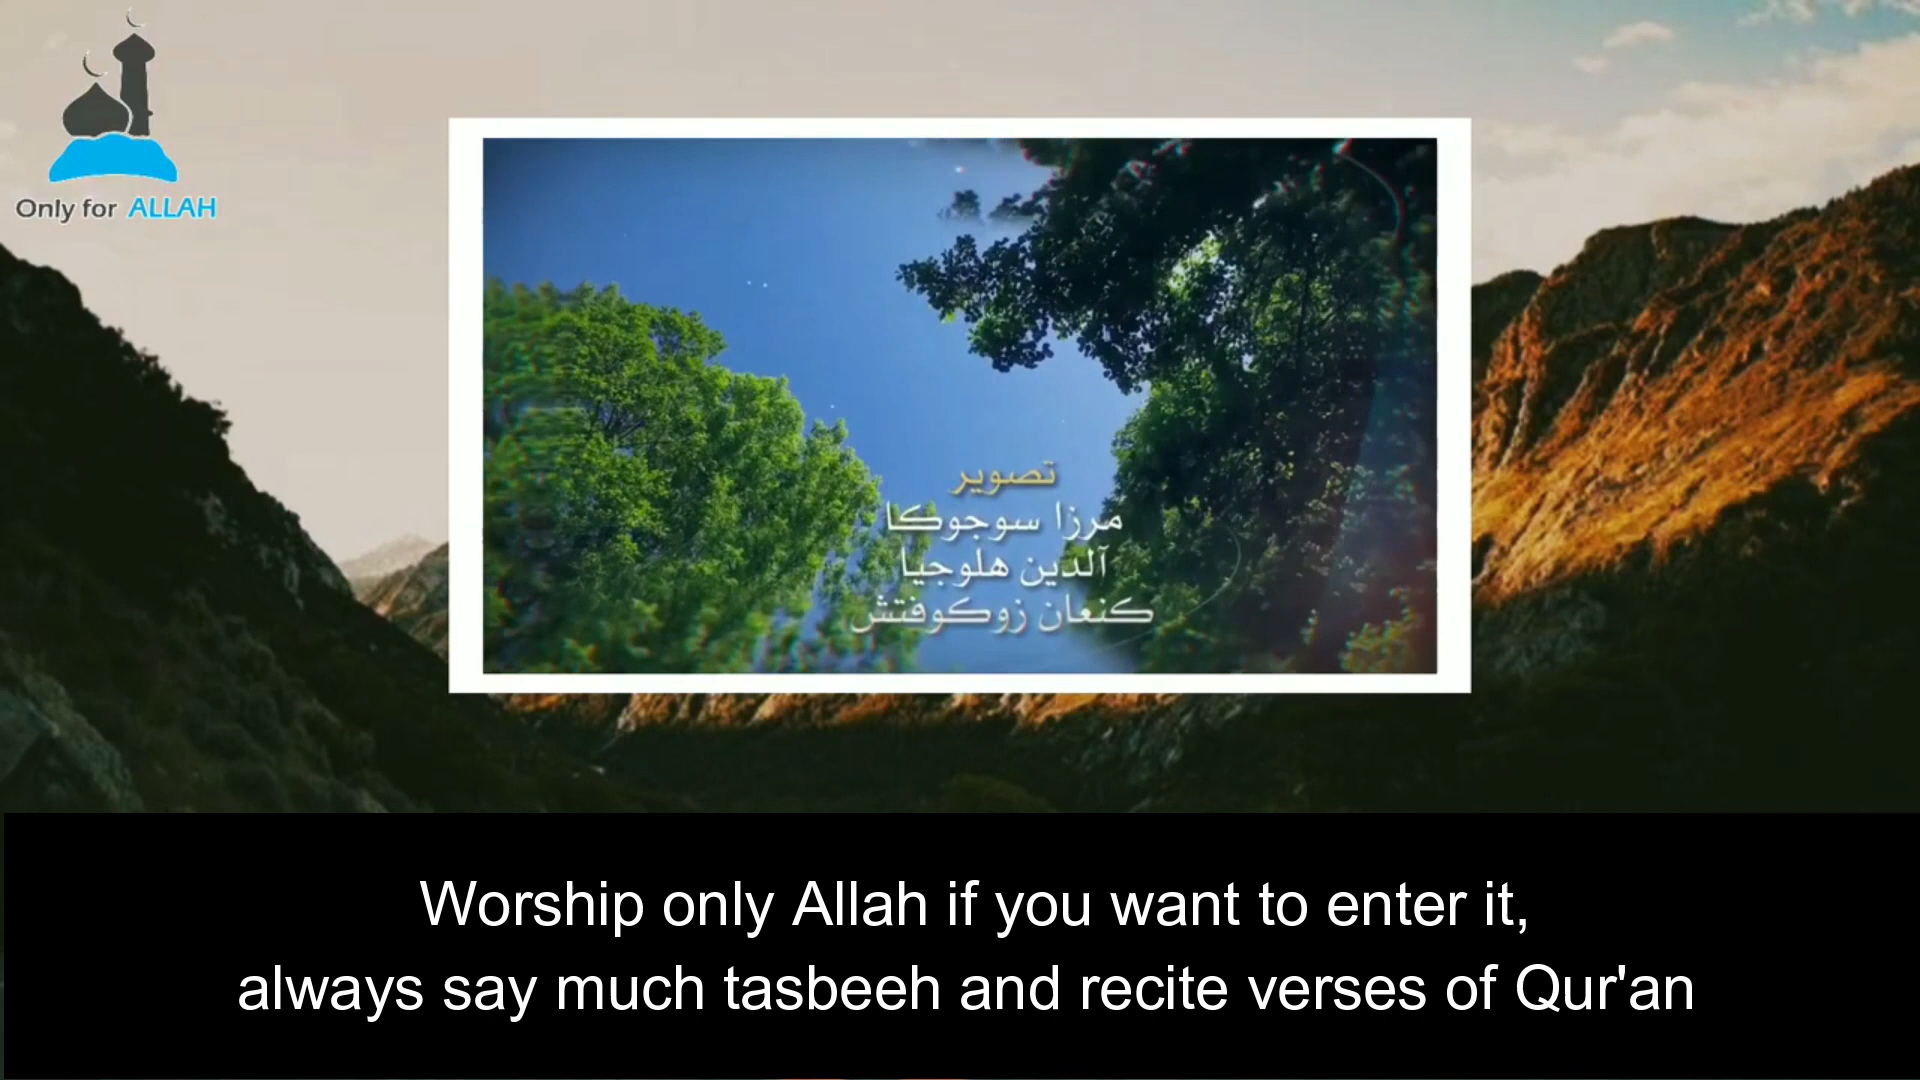 Only for ALLAH
تصوير
مرزا سوجوكا
آلدين هلوجيا
كنعان زوكوفتش
Worship only Allah if you want to enter it,
always say much tasbeeh and recite verses of Qur'an